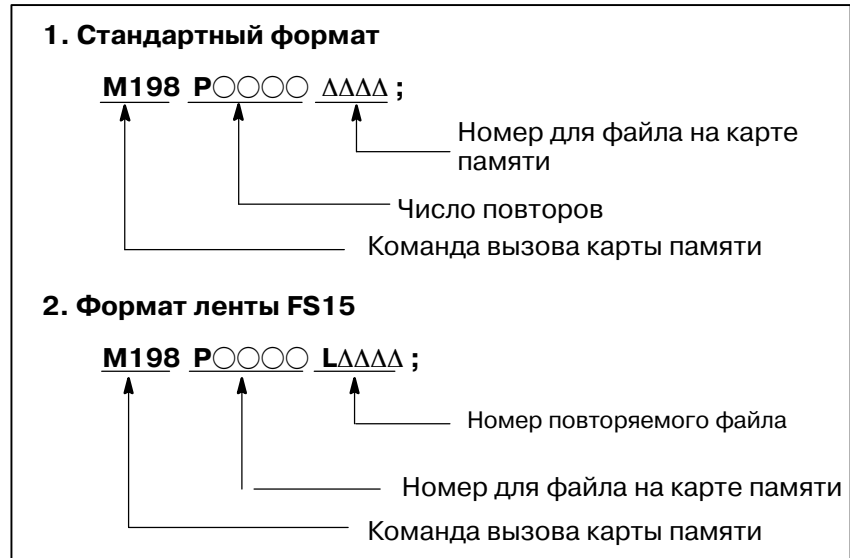 1. Стандартный формат
M198 P○○○○ ΔΔΔΔ ;
Номер для файла на карте
памяти
Число повторов
Команда вызова карты памяти
2. Формат ленты FS15
M198 P○○○○ LΔΔΔΔ ;
Номер повторяемого файла
Номер для файла на карте памяти
Команда вызова карты памяти